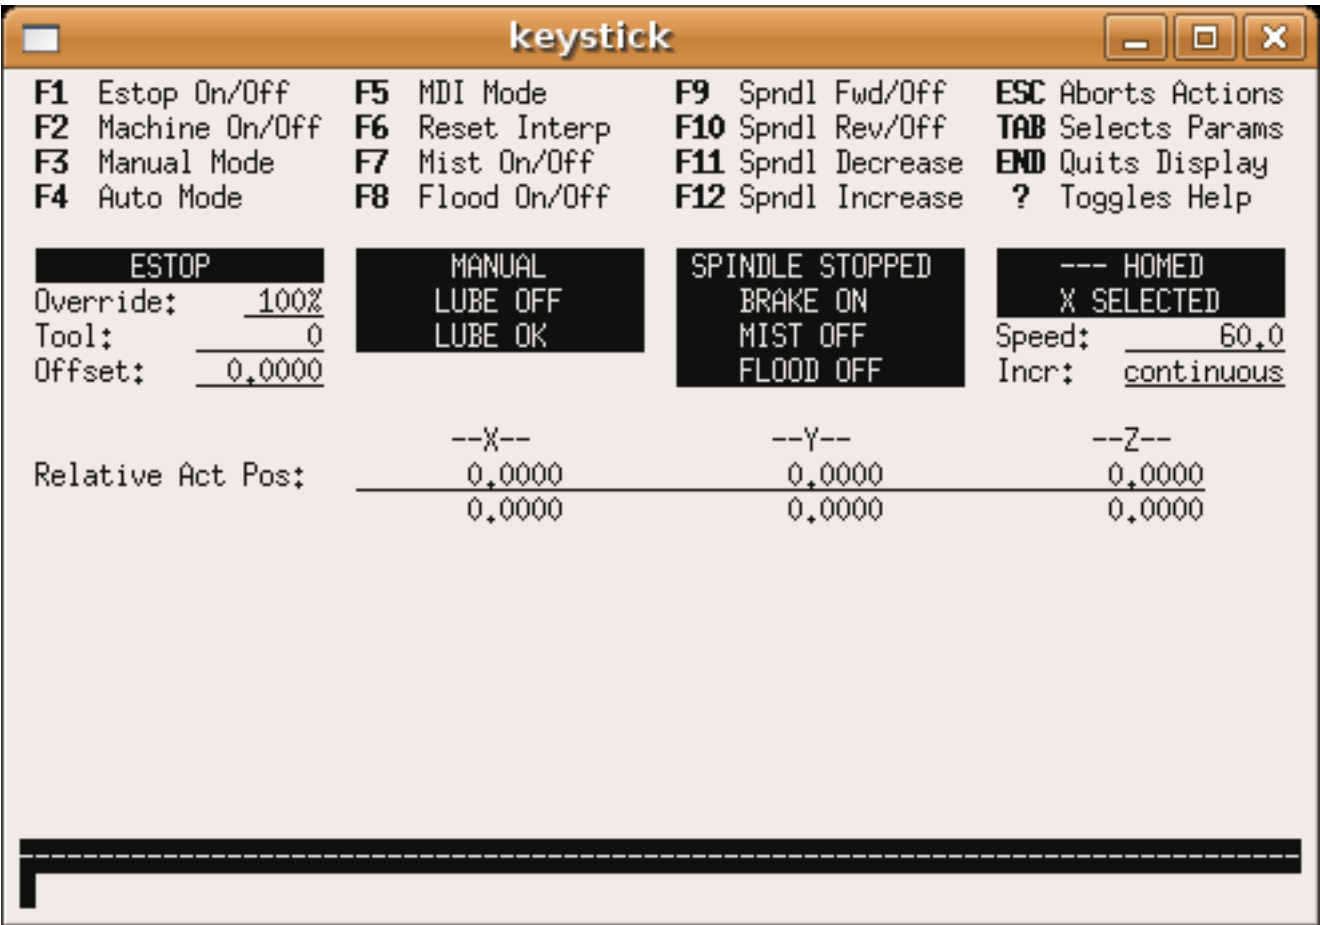 keystick
F1 Estop On/Off F5 MDI Mode F9 Spndl Fwd/Off ESC Aborts Actions
F2 Machine On/Off F6 Reset Interp F10 Spndl Rev/Off TAB Selects Params
F3 Manual Mode F7 Mist On/Off F11 Spndl Decrease END Quits Display
F4 Auto Mode F8 Flood On/Off F12 Spndl Increase ? Toggles Help
ESTOP MANUAL SPINDLE STOPPED --- HOMED
Override: 100% LUBE OFF BRAKE ON X SELECTED
Tool: 0 LUBE OK MIST OFF Speed: 60.0
Offset: 0.0000 FLOOD OFF Incr: continuous
--X-- --Y-- --Z--
Relative Act Pos: 0.0000 0.0000 0.0000
0.0000 0.0000 0.0000
--------------------------------------------------------------------------------